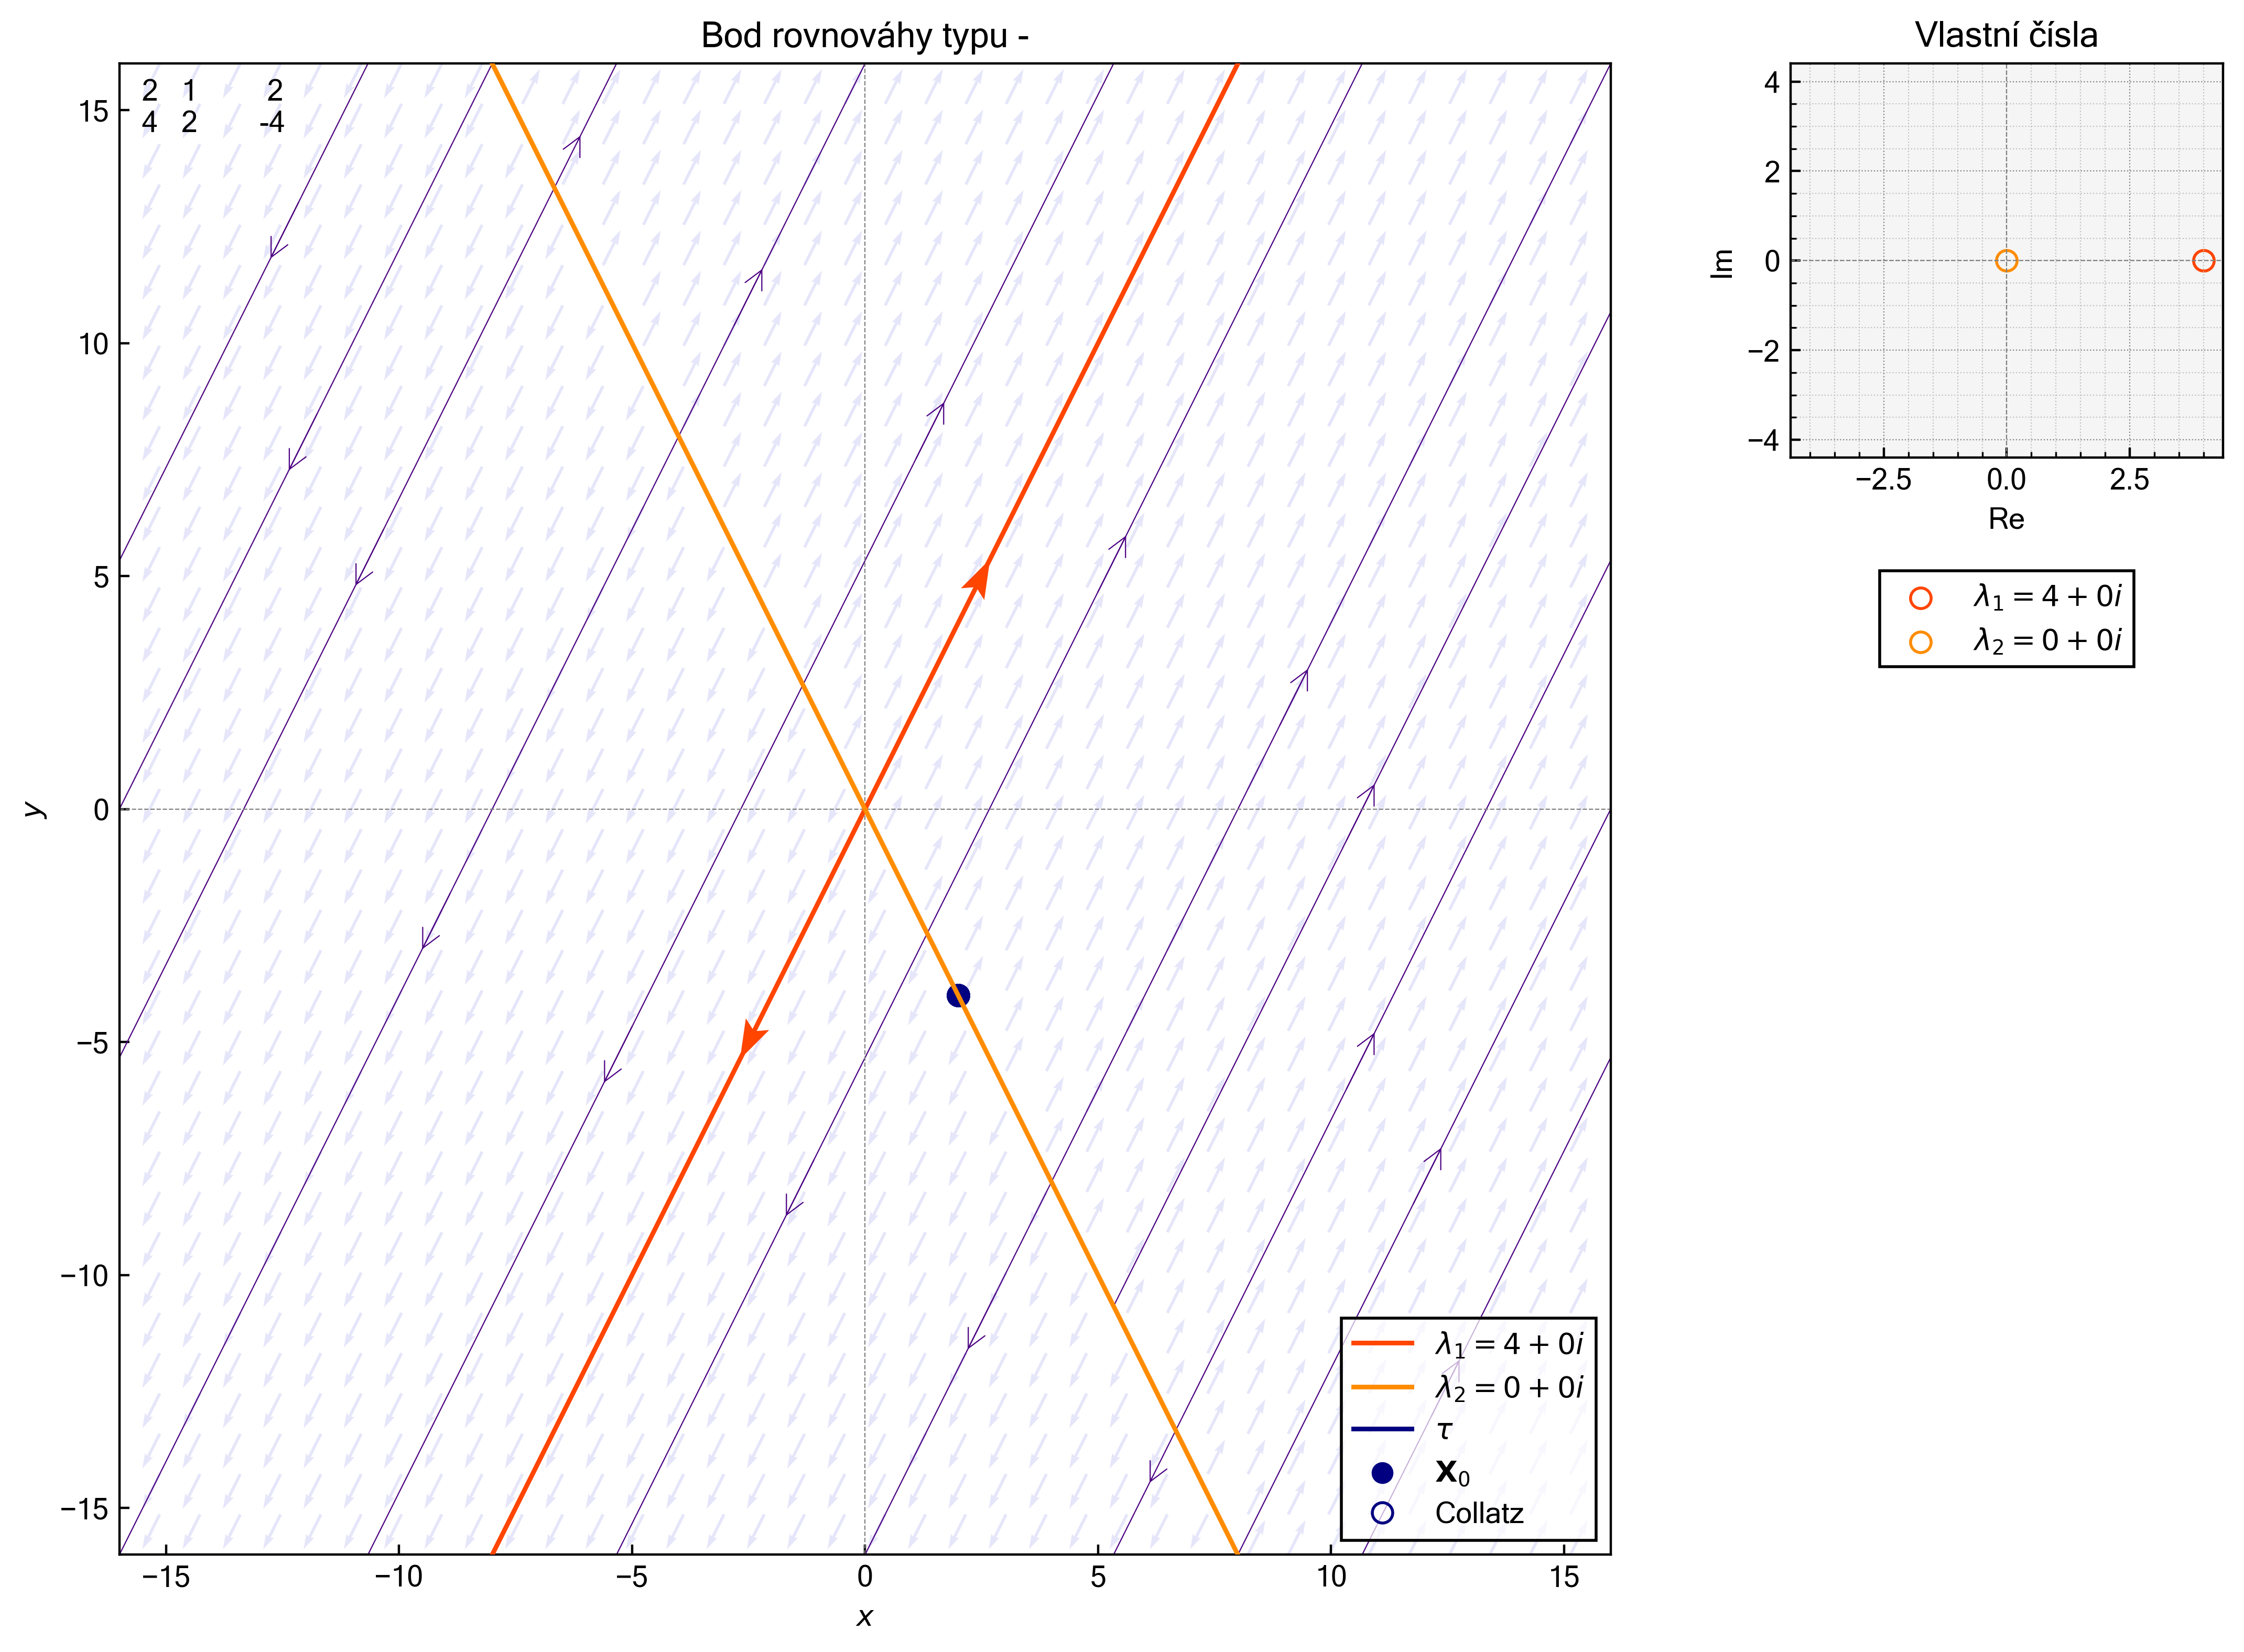 Bod rovnováhy typu -
2 1 2
4 2 -4
15
10
5
0
−5
−10
−15
y
−15 −10 −5 0 5 10 15
x
λ1 = 4 + 0i
λ2 = 0 + 0i
τ
X0
Collatz
Vlastní čísla
4
2
0
−2
−4
Im
−2.5 0.0 2.5
Re
λ1 = 4 + 0i
λ2 = 0 + 0i